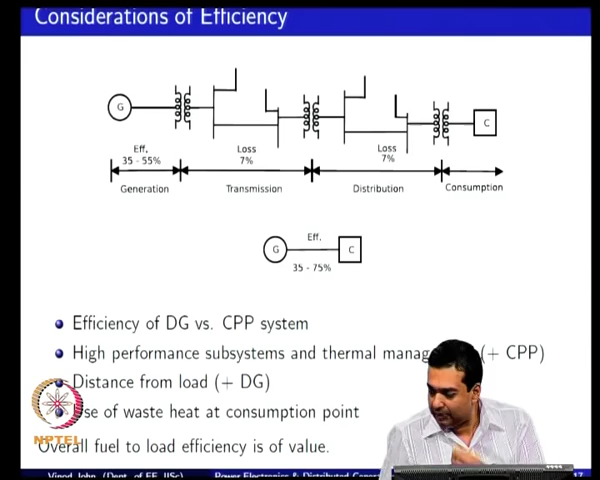 Considerations of Efficiency
G
C
Eff.
35 - 55%
Loss
7%
Loss
7%
Generation
Transmission
Distribution
Consumption
G
Eff.
C
35 - 75%
Efficiency of DG vs. CPP system
High performance subsystems and thermal manag (+ CPP)
Distance from load (+ DG)
Use of waste heat at consumption point
NPTEL
Overall fuel to load efficiency is of value.
Vinod John (Dept. of EE, IISc)
Power Electronics & Distributed
17